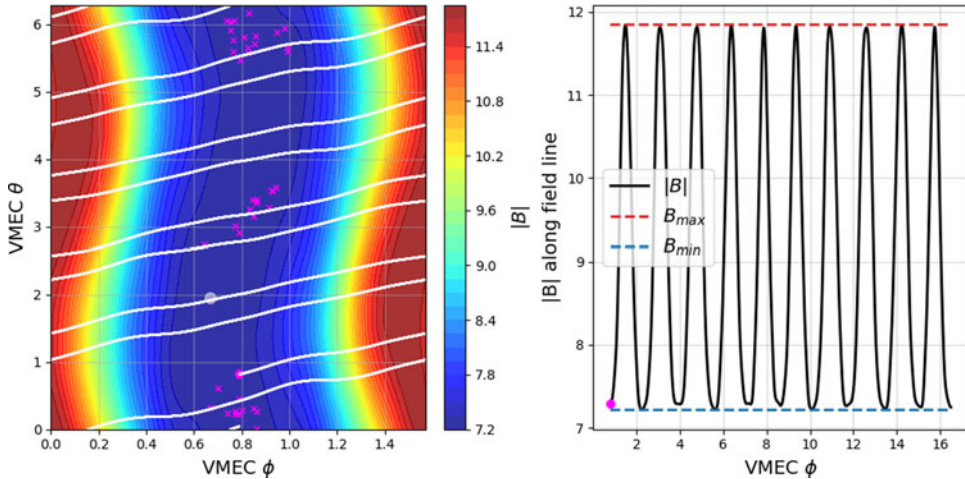 6
5
4
3
2
1
0
VMEC θ
0.0 0.2 0.4 0.6 0.8 1.0 1.2 1.4
VMEC ϕ
11.4
10.8
10.2
9.6
9.0
8.4
7.8
7.2
|B|
12
11
10
9
8
7
|B| along field line
|B|
B_max
B_min
2 4 6 8 10 12 14 16
VMEC ϕ